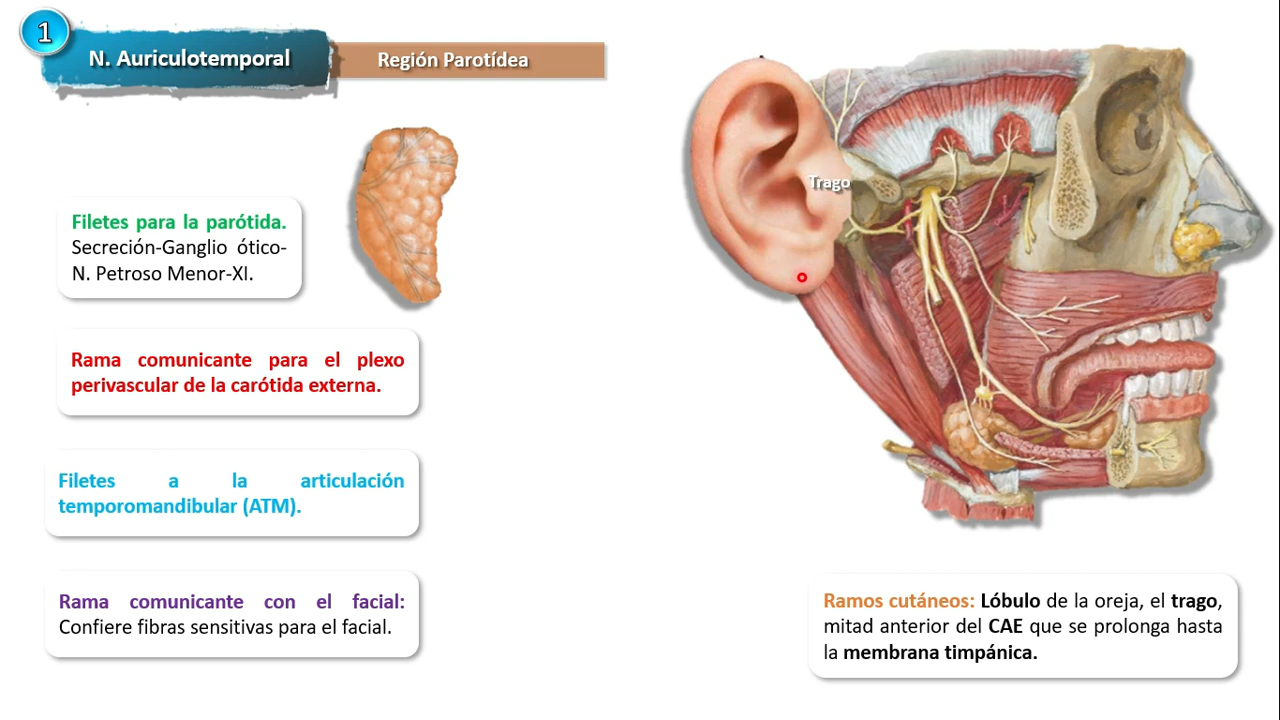 1
N. Auriculotemporal
Región Parotídea
Trago
Filetes para la parótida.
Secreción-Ganglio ótico-
N. Petroso Menor-XI.
Rama comunicante para el plexo
perivascular de la carótida externa.
Filetes a la articulación
temporomandibular (ATM).
Rama comunicante con el facial:
Confiere fibras sensitivas para el facial.
Ramos cutáneos: Lóbulo de la oreja, el trago,
mitad anterior del CAE que se prolonga hasta
la membrana timpánica.